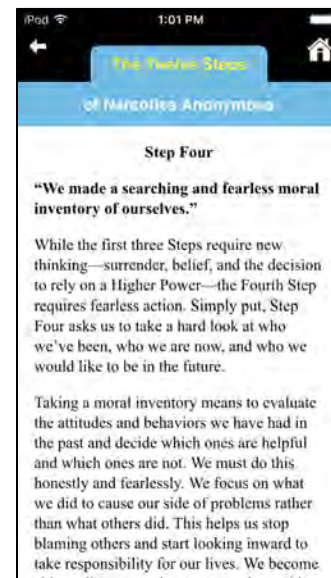 iPod 1:01 PM
The Twelve Steps
of Narcotics Anonymous
Step Four
“We made a searching and fearless moral
inventory of ourselves.”
While the first three Steps require new
thinking—surrender, belief, and the decision
to rely on a Higher Power—the Fourth Step
requires fearless action. Simply put, Step
Four asks us to take a hard look at who
we’ve been, who we are now, and who we
would like to be in the future.
Taking a moral inventory means to evaluate
the attitudes and behaviors we have had in
the past and decide which ones are helpful
and which ones are not. We must do this
honestly and fearlessly. We focus on what
we did to cause our side of problems rather
than what others did. This helps us stop
blaming others and start looking inward to
take responsibility for our lives. We become